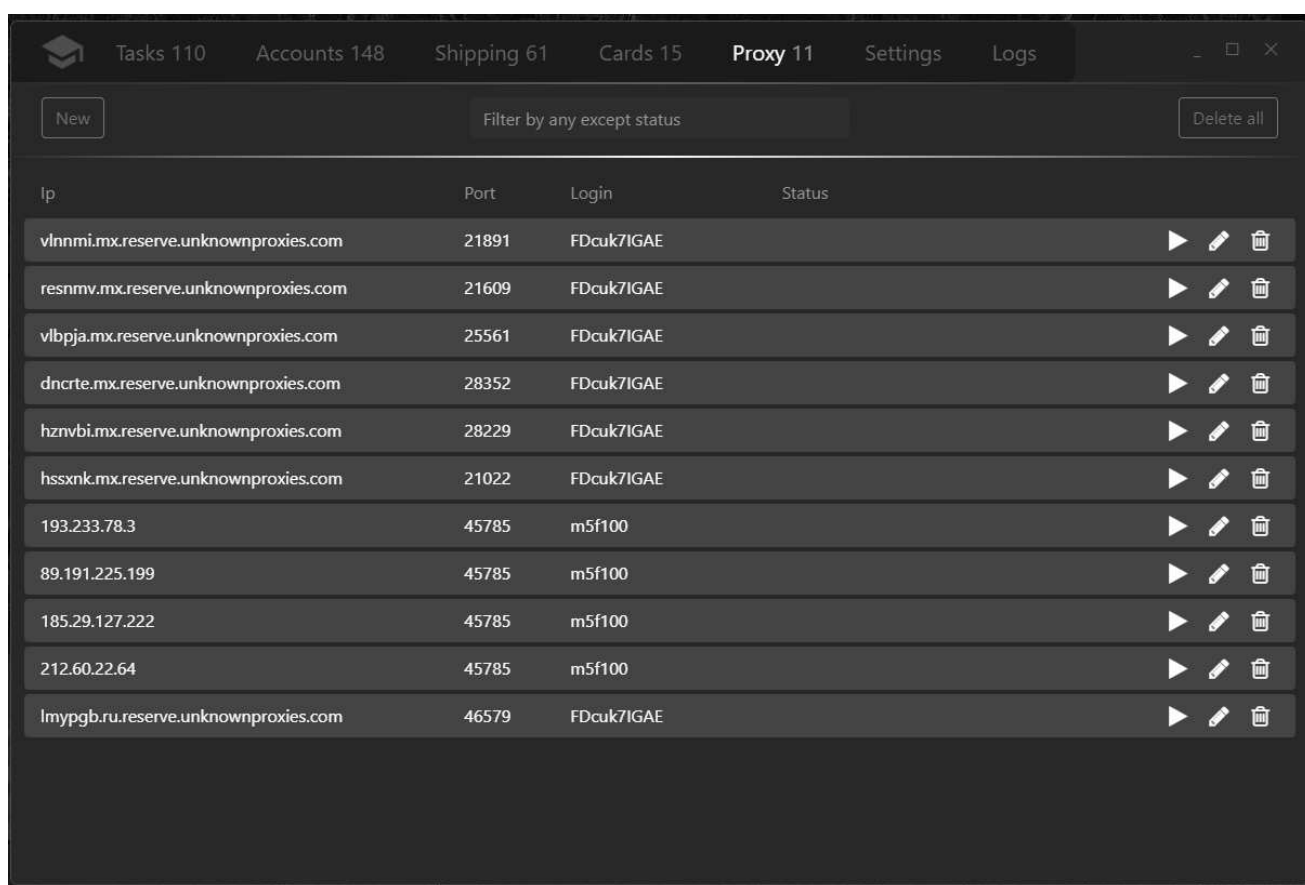 Tasks 110 Accounts 148 Shipping 61 Cards 15 Proxy 11 Settings Logs
New Filter by any except status Delete all
Ip Port Login Status
vlnnmi.mx.reserve.unknownproxies.com 21891 FDcuk7IGAE
resnmv.mx.reserve.unknownproxies.com 21609 FDcuk7IGAE
vlbpja.mx.reserve.unknownproxies.com 25561 FDcuk7IGAE
dncrte.mx.reserve.unknownproxies.com 28352 FDcuk7IGAE
hznvbi.mx.reserve.unknownproxies.com 28229 FDcuk7IGAE
hssxnk.mx.reserve.unknownproxies.com 21022 FDcuk7IGAE
193.233.78.3 45785 m5f100
89.191.225.199 45785 m5f100
185.29.127.222 45785 m5f100
212.60.22.64 45785 m5f100
lmypgb.ru.reserve.unknownproxies.com 46579 FDcuk7IGAE